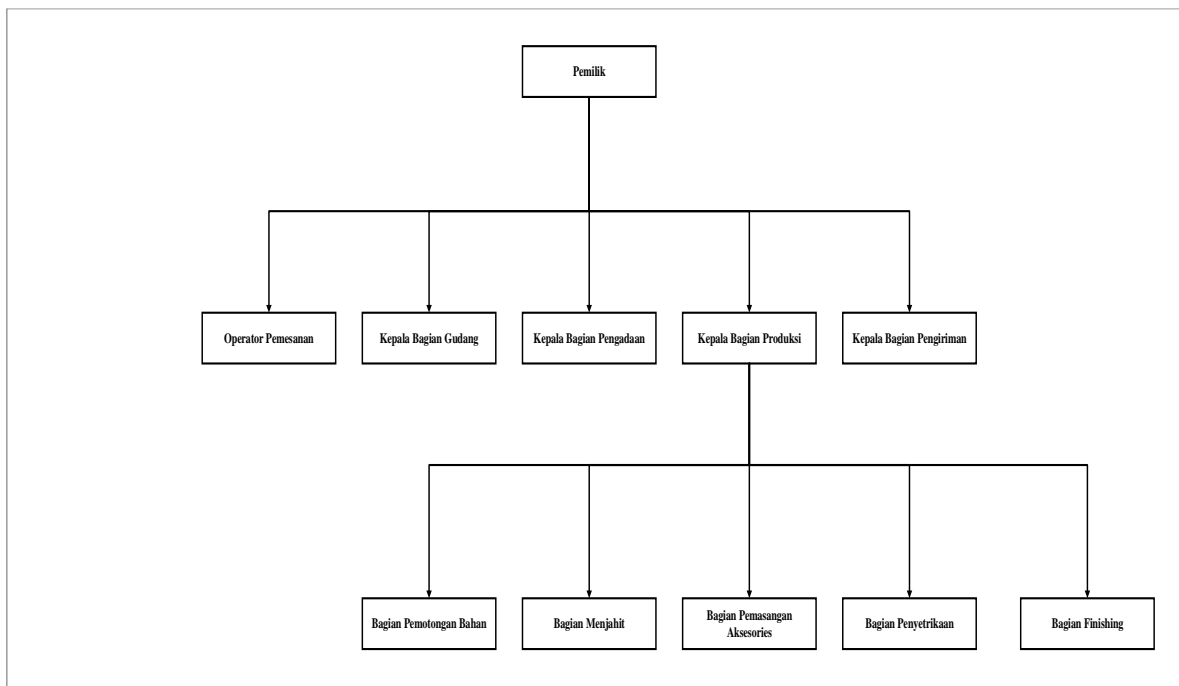 Pemilik
Operator Pemesanan
Kepala Bagian Gudang
Kepala Bagian Pengadaan
Kepala Bagian Produksi
Kepala Bagian Pengiriman
Bagian Pemotongan Bahan
Bagian Menjahit
Bagian Pemasangan
Aksesories
Bagian Penyetrikaan
Bagian Finishing